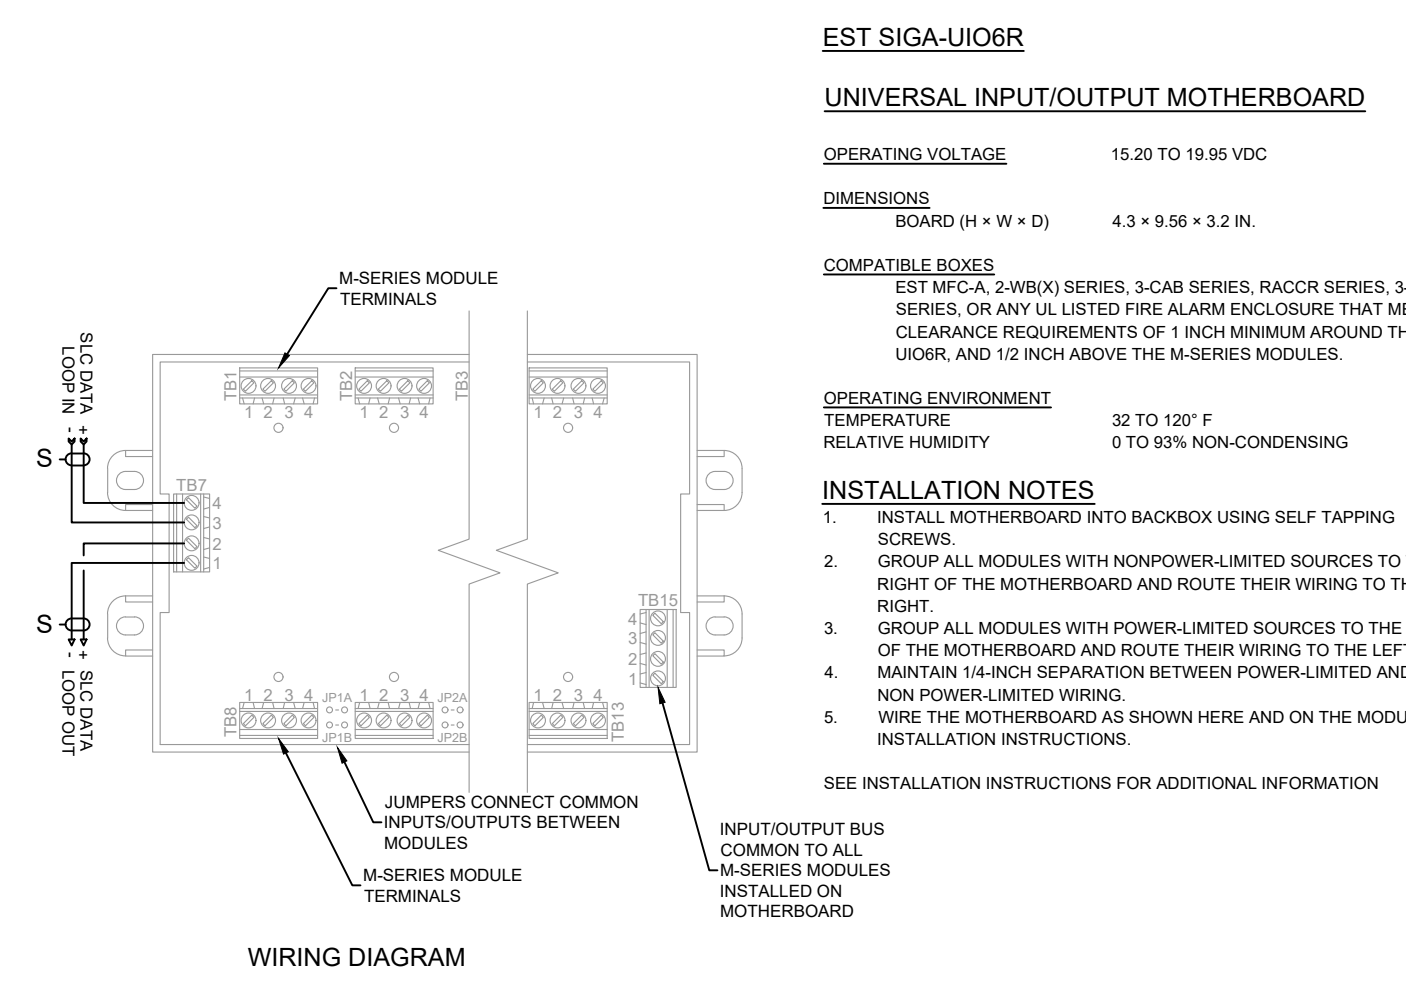 EST SIGA-UIO6R
UNIVERSAL INPUT/OUTPUT MOTHERBOARD
OPERATING VOLTAGE 15.20 TO 19.95 VDC
DIMENSIONS
BOARD (H × W × D) 4.3 × 9.56 × 3.2 IN.
COMPATIBLE BOXES
EST MFC-A, 2-WB(X) SERIES, 3-CAB SERIES, RACCR SERIES, 3-
SERIES, OR ANY UL LISTED FIRE ALARM ENCLOSURE THAT
CLEARANCE REQUIREMENTS OF 1 INCH MINIMUM AROUND
UIO6R, AND 1/2 INCH ABOVE THE M-SERIES MODULES.
OPERATING ENVIRONMENT
TEMPERATURE 32 TO 120° F
RELATIVE HUMIDITY 0 TO 93% NON-CONDENSING
INSTALLATION NOTES
1. INSTALL MOTHERBOARD INTO BACKBOX USING SELF TAPPING
SCREWS.
2. GROUP ALL MODULES WITH NONPOWER-LIMITED SOURCES TO
RIGHT OF THE MOTHERBOARD AND ROUTE THEIR WIRING TO
RIGHT.
3. GROUP ALL MODULES WITH POWER-LIMITED SOURCES TO THE
OF THE MOTHERBOARD AND ROUTE THEIR WIRING TO THE LEFT
4. MAINTAIN 1/4-INCH SEPARATION BETWEEN POWER-LIMITED AND
NON POWER-LIMITED WIRING.
5. WIRE THE MOTHERBOARD AS SHOWN HERE AND ON THE
INSTALLATION INSTRUCTIONS.
SEE INSTALLATION INSTRUCTIONS FOR ADDITIONAL INFORMATION
M-SERIES MODULE
TERMINALS
SLC DATA
LOOP IN
- +
S
TB1
1 2 3 4
TB2
1 2 3 4
TB3
1 2 3 4
TB7
4
3
2
1
S
- +
SLC DATA
LOOP OUT
TB15
4
3
2
1
TB8
1 2 3 4
JP1A
JP1B
1 2 3 4
JP2A
JP2B
1 2 3 4
TB13
JUMPERS CONNECT COMMON
INPUTS/OUTPUTS BETWEEN
MODULES
M-SERIES MODULE
TERMINALS
INPUT/OUTPUT BUS
COMMON TO ALL
M-SERIES MODULES
INSTALLED ON
MOTHERBOARD
WIRING DIAGRAM